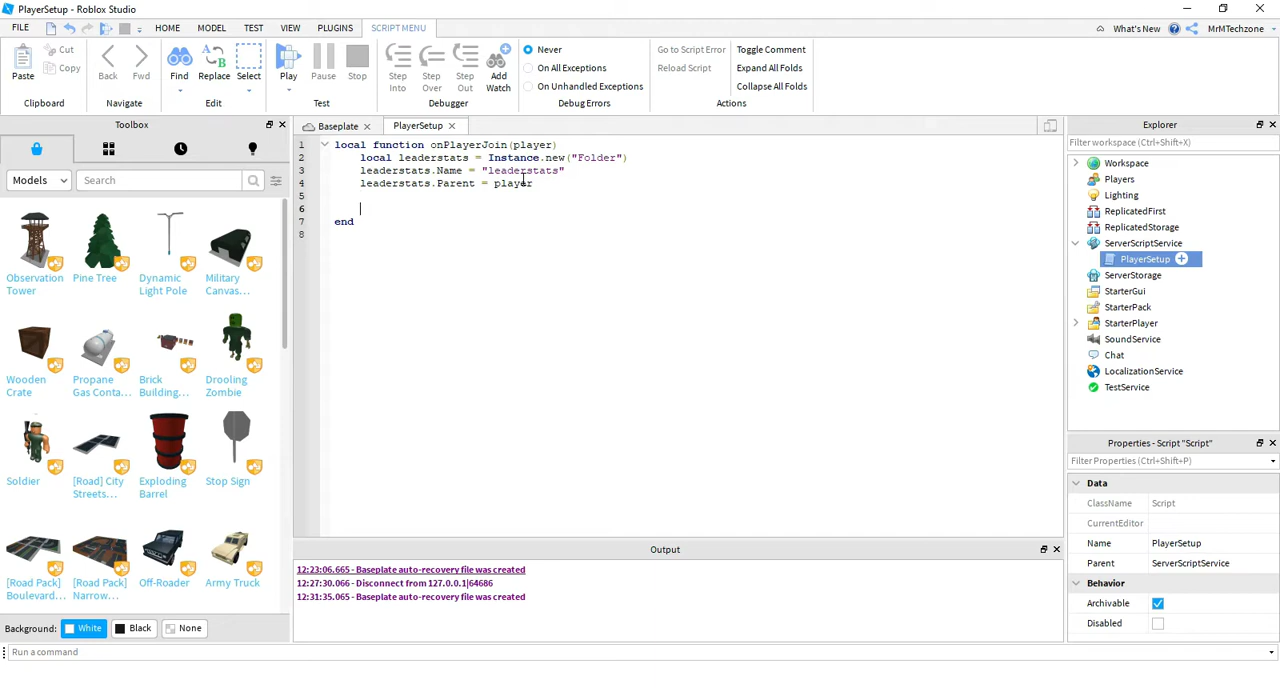 PlayerSetup - Roblox Studio
FILE HOME MODEL TEST VIEW PLUGINS SCRIPT MENU What's New MrMTechzone
Paste Cut Copy
Clipboard
Back Fwd
Navigate
Find Replace Select
Edit
Play Pause Stop
Test
Step Into Step Over Step Out Add Watch
Debugger
Never
On All Exceptions
On Unhandled Exceptions
Debug Errors
Go to Script Error
Reload Script
Toggle Comment
Expand All Folds
Collapse All Folds
Actions
Toolbox
Models Search
Observation Tower
Pine Tree
Dynamic Light Pole
Military Canvas...
Wooden Crate
Propane Gas Conta...
Brick Building...
Drooling Zombie
Soldier
[Road] City Streets...
Exploding Barrel
Stop Sign
[Road Pack] Boulevard...
[Road Pack] Narrow...
Off-Roader
Army Truck
Background: White Black None
Run a command
Baseplate PlayerSetup
1 local function onPlayerJoin(player)
2 local leaderstats = Instance.new("Folder")
3 leaderstats.Name = "leaderstats"
4 leaderstats.Parent = player
5
6
7 end
8
Output
12:23:06.665 - Baseplate auto-recovery file was created
12:27:30.066 - Disconnect from 127.0.0.1|64686
12:31:35.065 - Baseplate auto-recovery file was created
Explorer
Filter workspace (Ctrl+Shift+X)
Workspace
Players
Lighting
ReplicatedFirst
ReplicatedStorage
ServerScriptService
PlayerSetup
ServerStorage
StarterGui
StarterPack
StarterPlayer
SoundService
Chat
LocalizationService
TestService
Properties - Script "Script"
Filter Properties (Ctrl+Shift+P)
Data
ClassName Script
CurrentEditor
Name PlayerSetup
Parent ServerScriptService
Behavior
Archivable
Disabled